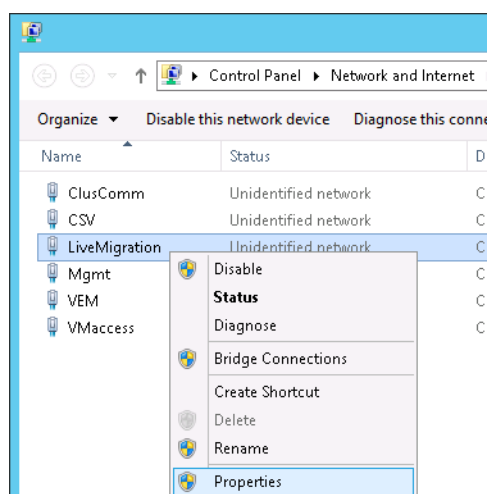 Control Panel Network and Internet
Organize Disable this network device Diagnose this conne
Name Status D
ClusComm Unidentified network C
CSV Unidentified network C
LiveMigration Unidentified network C
Mgmt C
VEM C
VMaccess C
Disable
Status
Diagnose
Bridge Connections
Create Shortcut
Delete
Rename
Properties